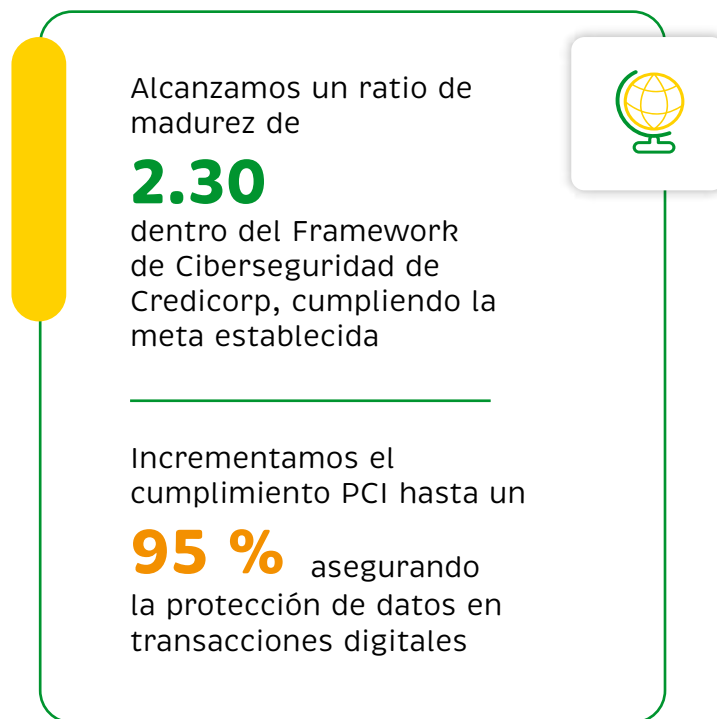 Alcanzamos un ratio de
madurez de
2.30
dentro del Framework
de Ciberseguridad de
Credicorp, cumpliendo la
meta establecida
Incrementamos el
cumplimiento PCI hasta un
95 % asegurando
la protección de datos en
transacciones digitales